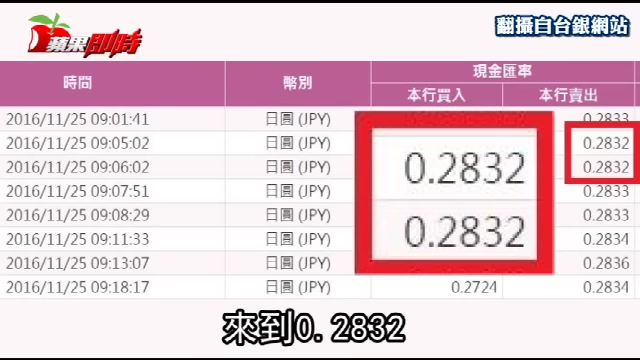 蘋果即時
翻攝自台銀網站
時間 幣別 現金匯率
本行買入 本行賣出
2016/11/25 09:01:41 日圓 (JPY) 0.2833
2016/11/25 09:05:02 日圓 (JPY) 0.2832
2016/11/25 09:06:02 日圓 (JPY) 0.2832
2016/11/25 09:07:51 日圓 (JPY) 0.2833
2016/11/25 09:08:29 日圓 (JPY) 0.2833
2016/11/25 09:11:33 日圓 (JPY) 0.2834
2016/11/25 09:13:07 日圓 (JPY) 0.2836
2016/11/25 09:18:17 日圓 (JPY) 0.2724 0.2834
0.2832
0.2832
來到0.2832